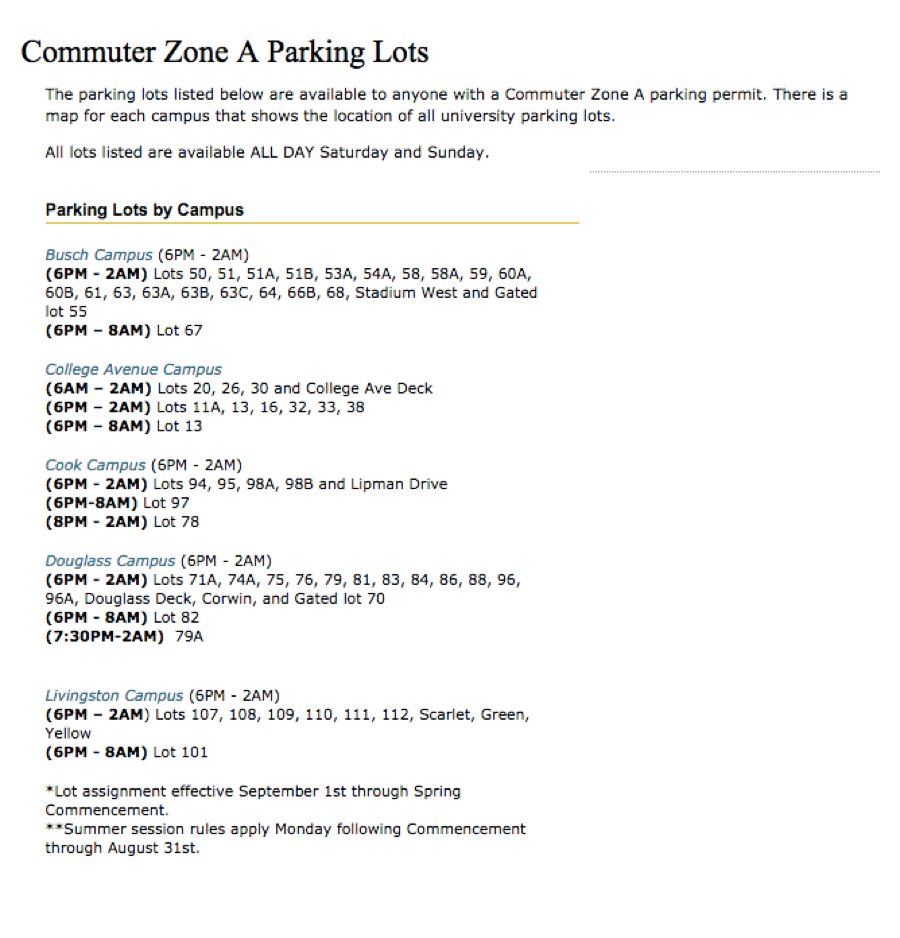 Commuter Zone A Parking Lots
The parking lots listed below are available to anyone with a Commuter Zone A parking permit. There is a
map for each campus that shows the location of all university parking lots.
All lots listed are available ALL DAY Saturday and Sunday.
Parking Lots by Campus
Busch Campus (6PM - 2AM)
(6PM - 2AM) Lots 50, 51, 51A, 51B, 53A, 54A, 58, 58A, 59, 60A,
60B, 61, 63, 63A, 63B, 63C, 64, 66B, 68, Stadium West and Gated
lot 55
(6PM – 8AM) Lot 67
College Avenue Campus
(6AM – 2AM) Lots 20, 26, 30 and College Ave Deck
(6PM – 2AM) Lots 11A, 13, 16, 32, 33, 38
(6PM – 8AM) Lot 13
Cook Campus (6PM - 2AM)
(6PM - 2AM) Lots 94, 95, 98A, 98B and Lipman Drive
(6PM-8AM) Lot 97
(8PM - 2AM) Lot 78
Douglass Campus (6PM - 2AM)
(6PM - 2AM) Lots 71A, 74A, 75, 76, 79, 81, 83, 84, 86, 88, 96,
96A, Douglass Deck, Corwin, and Gated lot 70
(6PM - 8AM) Lot 82
(7:30PM-2AM) 79A
Livingston Campus (6PM - 2AM)
(6PM – 2AM) Lots 107, 108, 109, 110, 111, 112, Scarlet, Green,
Yellow
(6PM - 8AM) Lot 101
*Lot assignment effective September 1st through Spring
Commencement.
**Summer session rules apply Monday following Commencement
through August 31st.